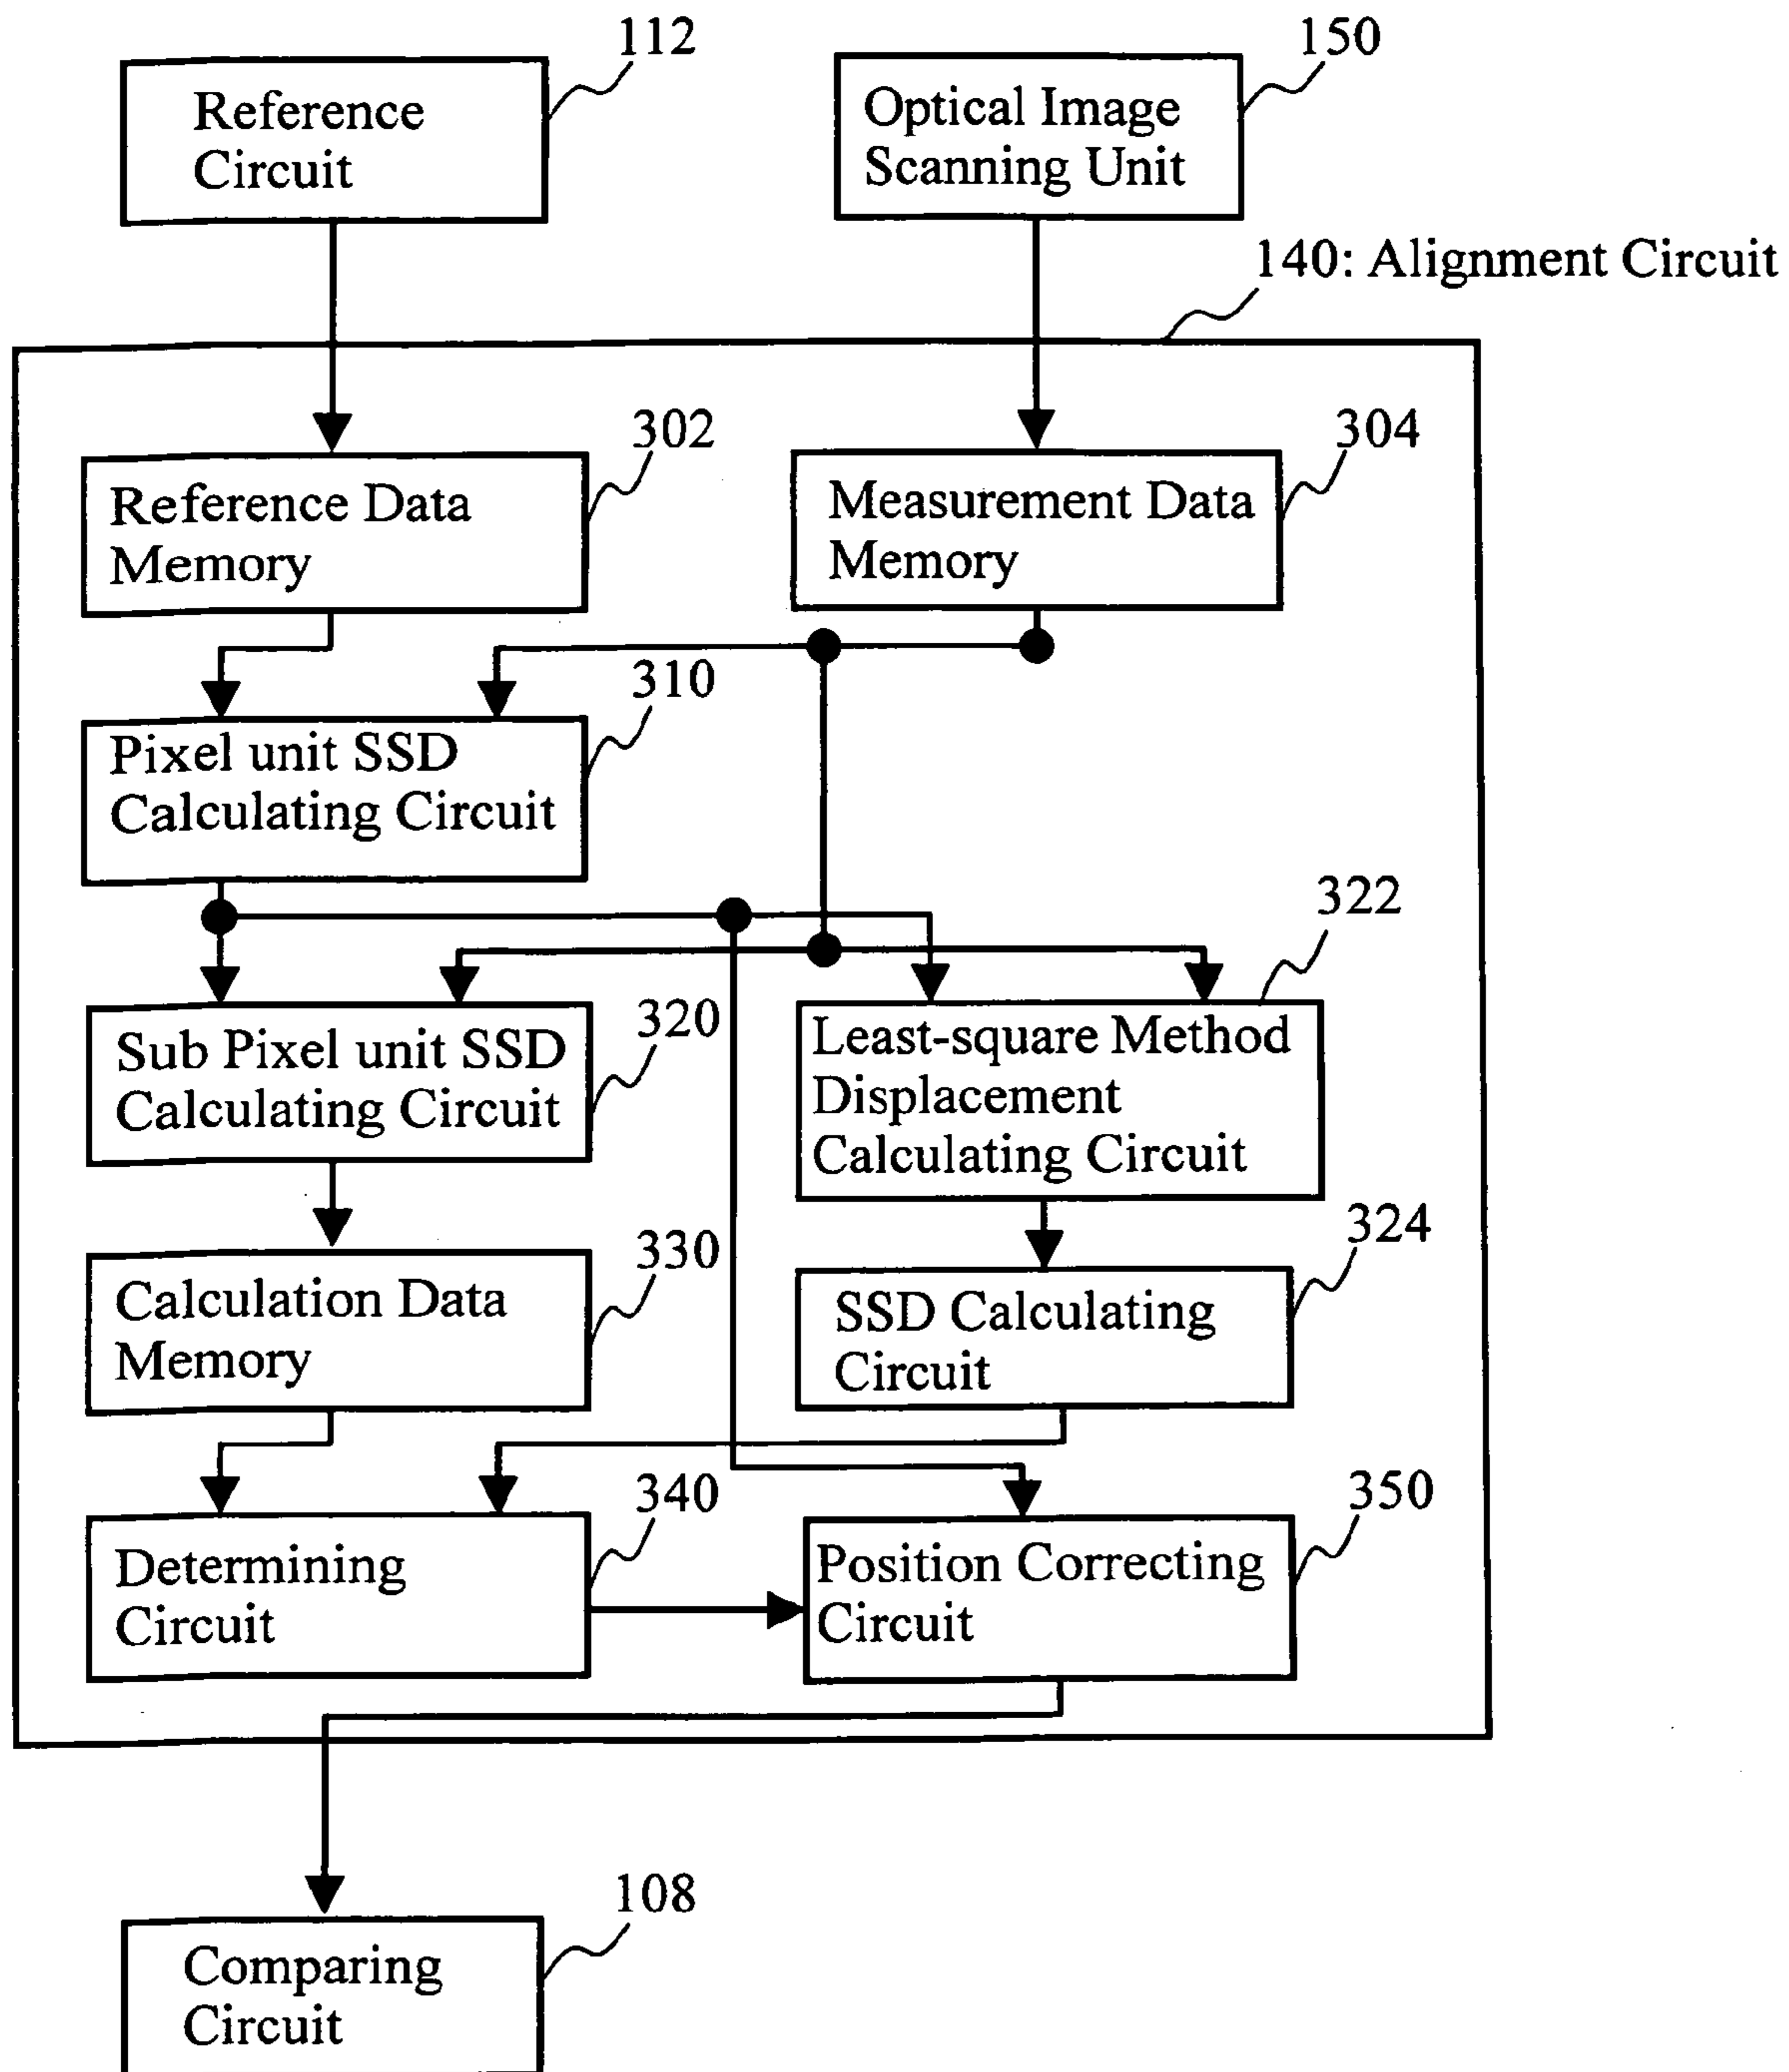 112
Reference
Circuit
150
Optical Image
Scanning Unit
140: Alignment Circuit
302
Reference Data
Memory
304
Measurement Data
Memory
310
Pixel unit SSD
Calculating Circuit
322
320
Sub Pixel unit SSD
Calculating Circuit
Least-square Method
Displacement
Calculating Circuit
330
Calculation Data
Memory
324
SSD Calculating
Circuit
340
Determining
Circuit
350
Position Correcting
Circuit
108
Comparing
Circuit